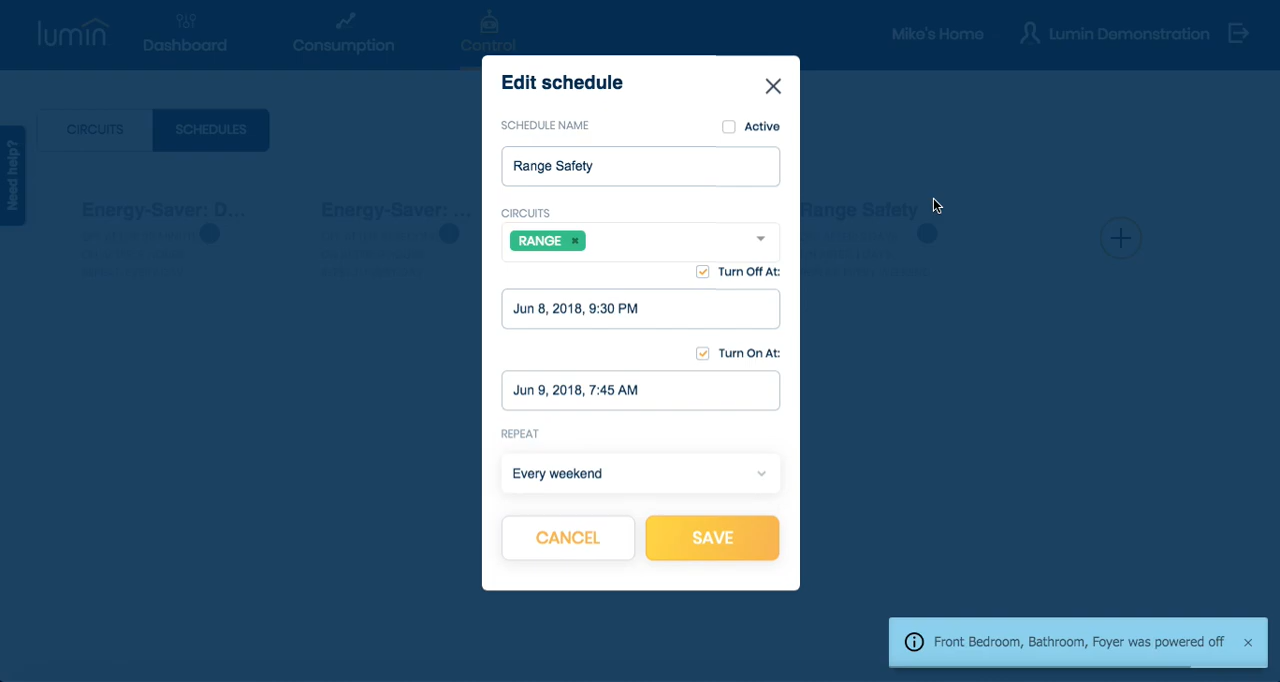 lumin
Dashboard
Consumption
Control
Mike's Home
Lumin Demonstration
CIRCUITS
SCHEDULES
Need help?
Energy-Saver: D...
Energy-Saver: ...
Range Safety
Edit schedule
SCHEDULE NAME
Active
Range Safety
CIRCUITS
RANGE ×
Turn Off At:
Jun 8, 2018, 9:30 PM
Turn On At:
Jun 9, 2018, 7:45 AM
REPEAT
Every weekend
CANCEL
SAVE
Front Bedroom, Bathroom, Foyer was powered off ×